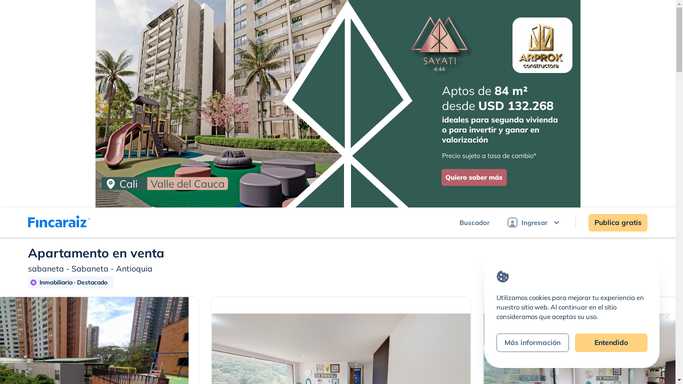 SAYATI
4:44
ARPROK
constructora
Aptos de 84 m²
desde USD 132.268
ideales para segunda vivienda
o para invertir y ganar en
valorización
Precio sujeto a tasa de cambio*
Quiero saber más
Cali Valle del Cauca
Fincaraiz
Buscador
Ingresar
Publica gratis
Apartamento en venta
sabaneta - Sabaneta - Antioquia
Inmobiliaria - Destacado
Utilizamos cookies para mejorar tu experiencia en
nuestro sitio web. Al continuar en el sitio
consideramos que aceptas su uso.
Más información
Entendido